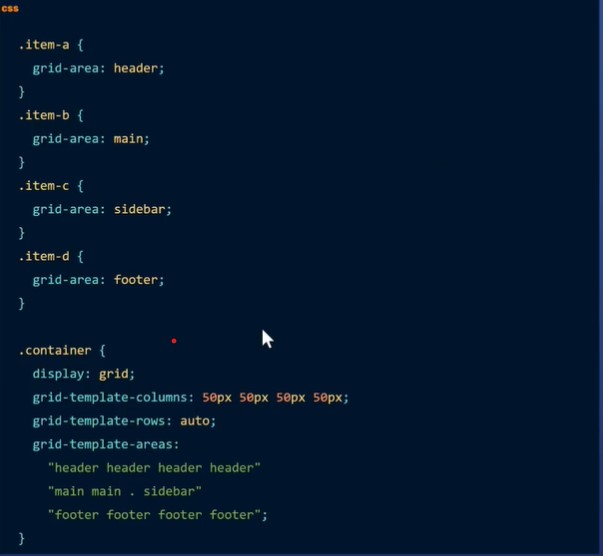 css
.item-a {
grid-area: header;
}
.item-b {
grid-area: main;
}
.item-c {
grid-area: sidebar;
}
.item-d {
grid-area: footer;
}
.container {
display: grid;
grid-template-columns: 50px 50px 50px 50px;
grid-template-rows: auto;
grid-template-areas:
"header header header header"
"main main . sidebar"
"footer footer footer footer";
}